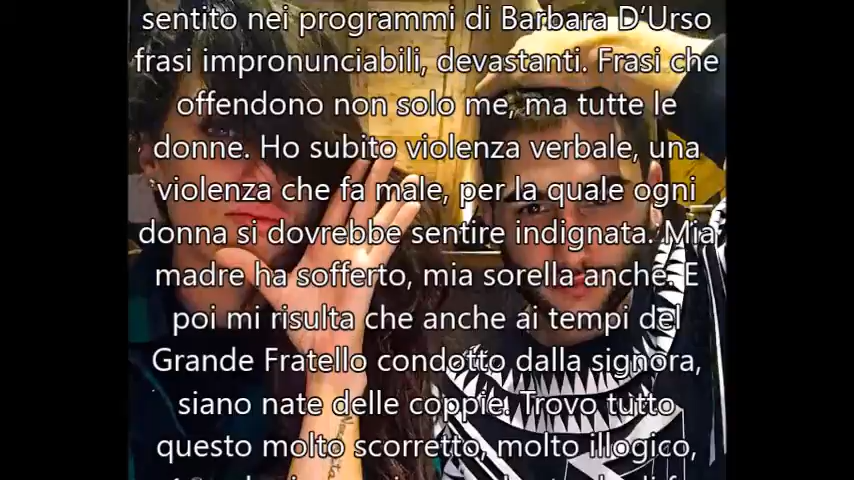 sentito nei programmi di Barbara D'Urso
frasi impronunciabili, devastanti. Frasi che
offendono non solo me, ma tutte le
donne. Ho subito violenza verbale, una
violenza che fa male, per la quale ogni
donna si dovrebbe sentire indignata. Mia
madre ha sofferto, mia sorella anche. E
poi mi risulta che anche ai tempi del
Grande Fratello condotto dalla signora,
siano nate delle coppie. Trovo tutto
questo molto scorretto, molto illogico,